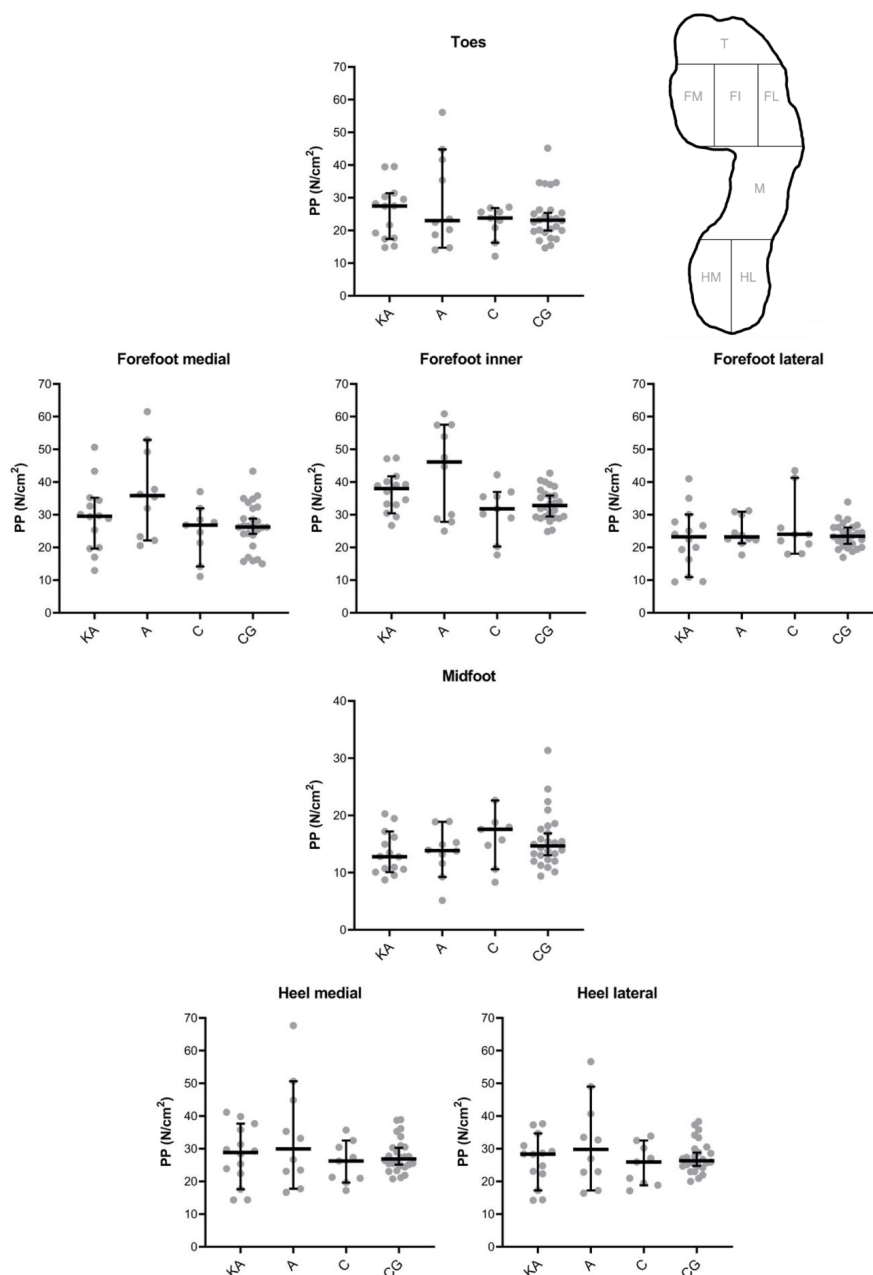 Toes
PP (N/cm²)
70
60
50
40
30
20
10
0
KA
A
C
CG
T
FM FI FL
M
HM HL
Forefoot medial
PP (N/cm²)
70
60
50
40
30
20
10
0
KA
A
C
CG
Forefoot inner
PP (N/cm²)
70
60
50
40
30
20
10
0
KA
A
C
CG
Forefoot lateral
PP (N/cm²)
70
60
50
40
30
20
10
0
KA
A
C
CG
Midfoot
PP (N/cm²)
40
30
20
10
0
KA
A
C
CG
Heel medial
PP (N/cm²)
70
60
50
40
30
20
10
0
KA
A
C
CG
Heel lateral
PP (N/cm²)
70
60
50
40
30
20
10
0
KA
A
C
CG